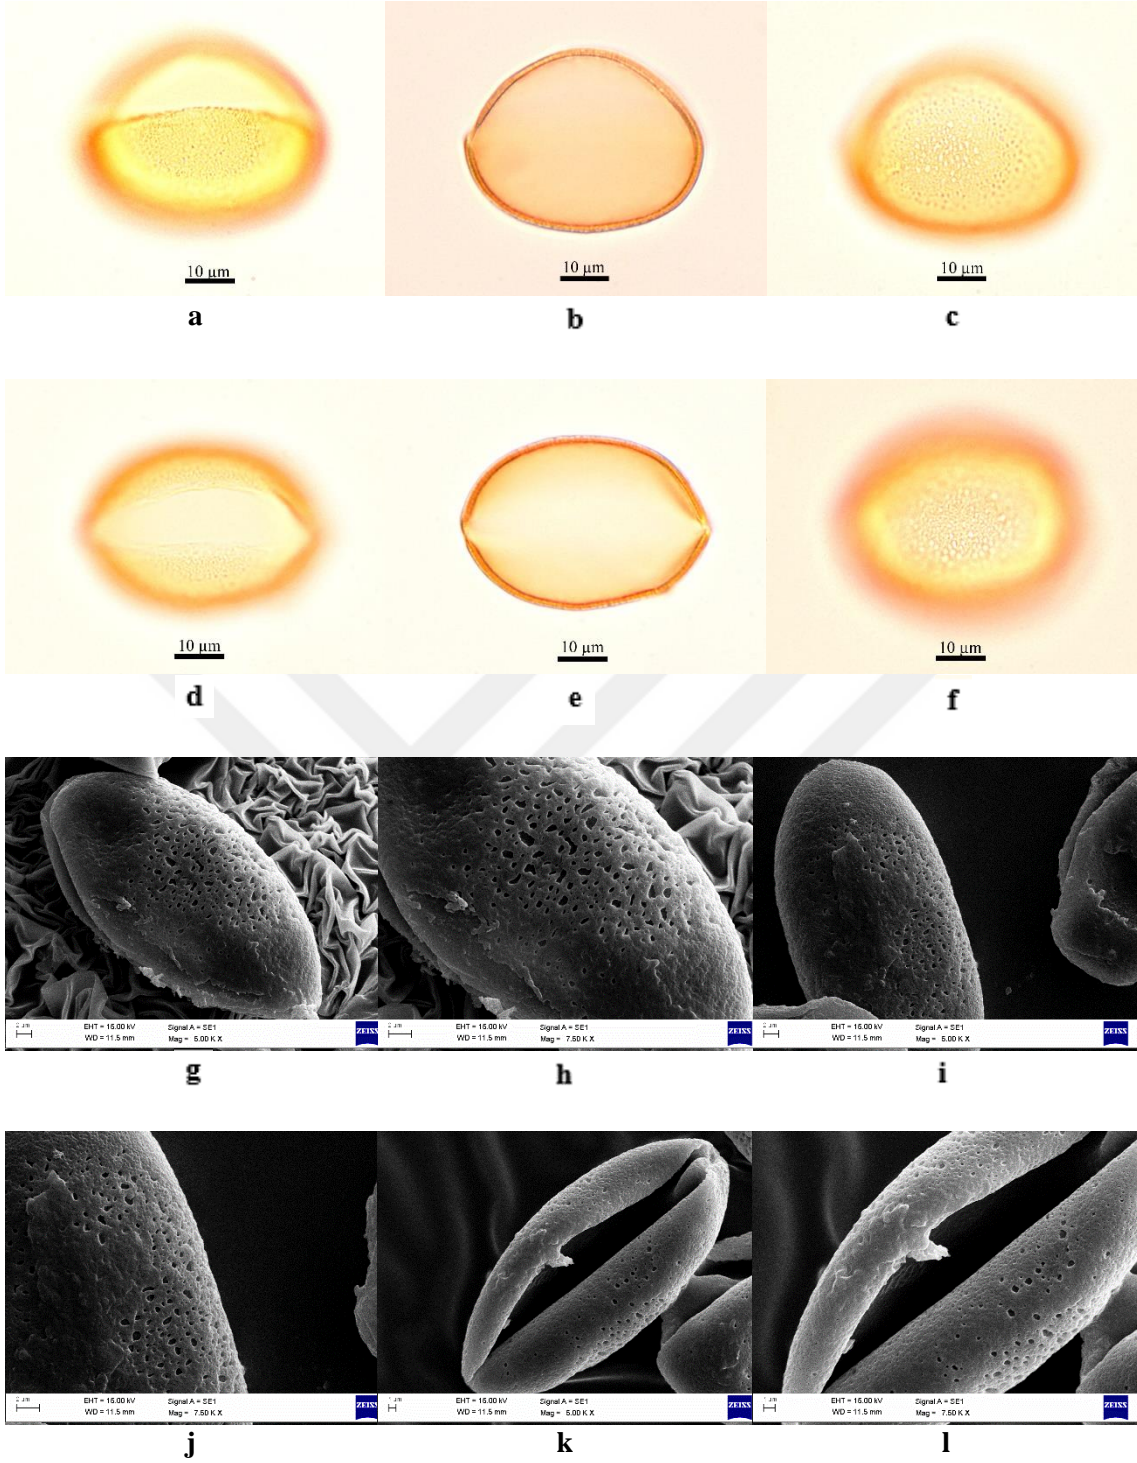 10 µm
10 µm
10 µm
a
b
c
10 µm
10 µm
10 µm
d
e
f
EHT = 15.00 kV Signal A = SE1
WD = 11.5 mm Mag = 5.00 K X
ZEISS
EHT = 15.00 kV Signal A = SE1
WD = 11.5 mm Mag = 7.50 K X
ZEISS
EHT = 15.00 kV Signal A = SE1
WD = 11.5 mm Mag = 5.00 K X
ZEISS
g
h
i
EHT = 15.00 kV Signal A = SE1
WD = 11.5 mm Mag = 7.50 K X
ZEISS
EHT = 15.00 kV Signal A = SE1
WD = 11.5 mm Mag = 5.00 K X
ZEISS
EHT = 15.00 kV Signal A = SE1
WD = 11.5 mm Mag = 7.50 K X
ZEISS
j
k
l